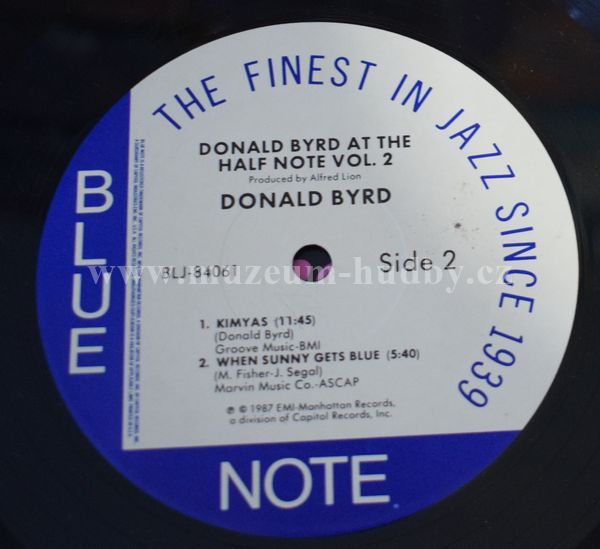 THE FINEST IN JAZZ SINCE 1939
DONALD BYRD AT THE
HALF NOTE VOL. 2
Produced by Alfred Lion
DONALD BYRD
BLJ-84061
Side 2
www.muzeum-hudby.cz
1. KIMYAS (11:45)
(Donald Byrd)
Groove Music-BMI
2. WHEN SUNNY GETS BLUE (5:40)
(M. Fisher-J. Segal)
Marvin Music Co.-ASCAP
℗ © 1987 EMI-Manhattan Records,
a division of Capitol Records, Inc.
BLUE
NOTE